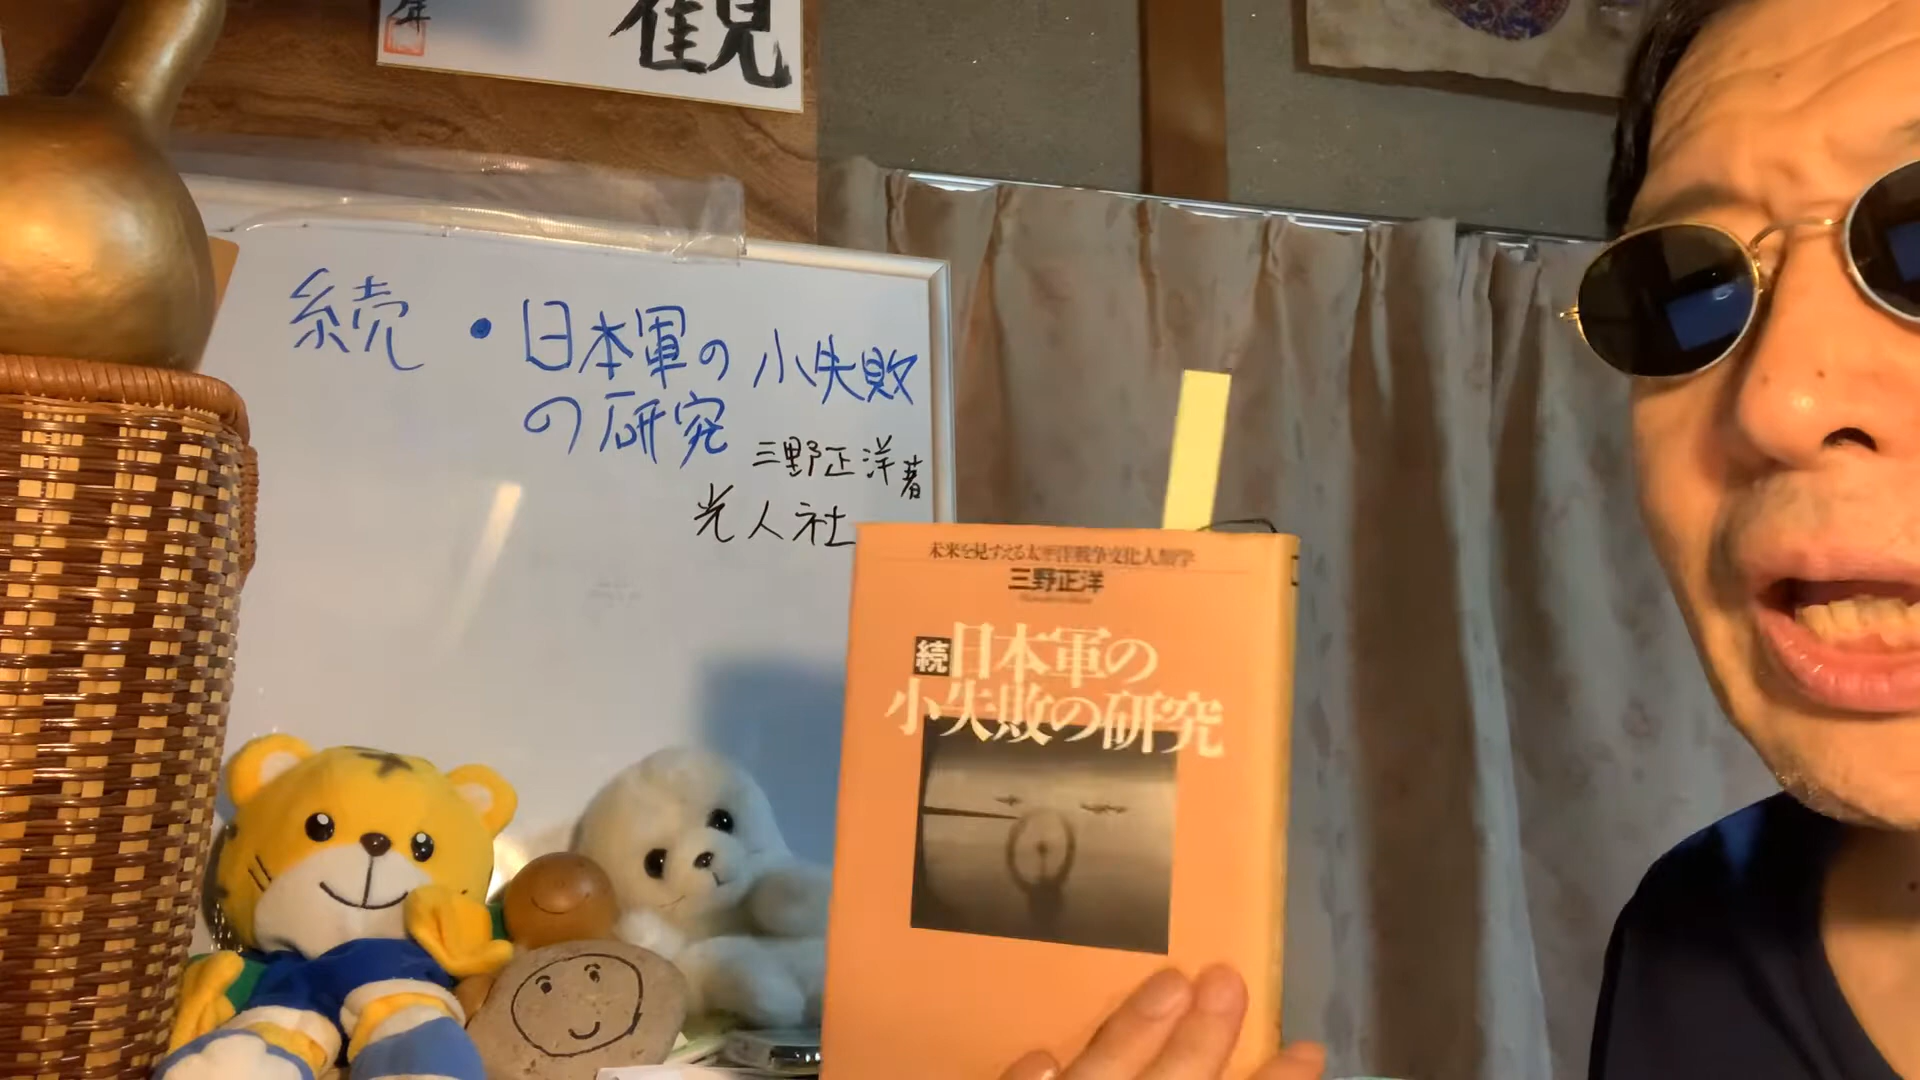 年
観
続・日本軍の小失敗
の研究
三野正洋著
光人社
未来を見すえる太平洋戦争文化人類学
三野正洋
続日本軍の
小失敗の研究